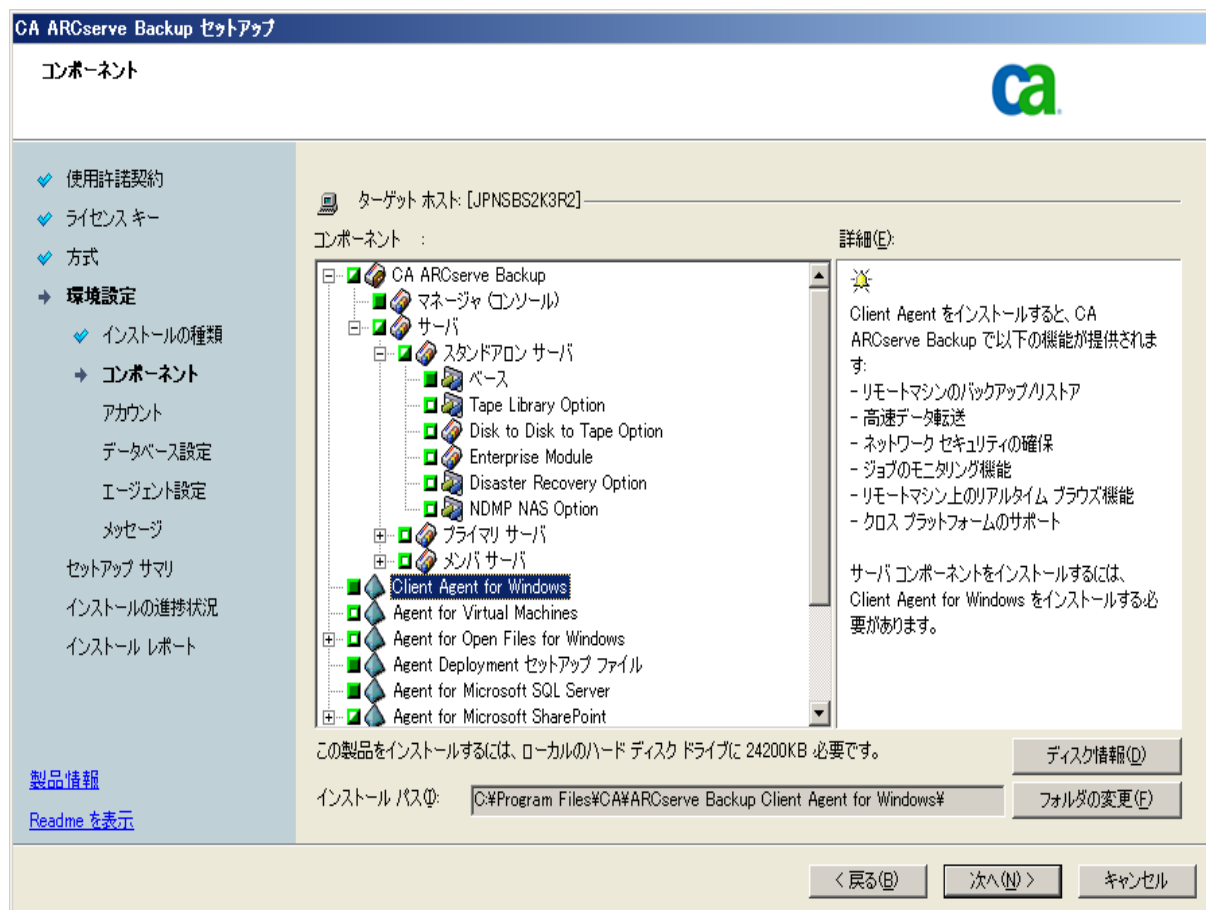 CA ARCserve Backup セットアップ
コンポーネント
ca
使用許諾契約
ライセンス キー
方式
環境設定
インストールの種類
コンポーネント
アカウント
データベース設定
エージェント設定
メッセージ
セットアップ サマリ
インストールの進捗状況
インストール レポート
製品情報
Readme を表示
ターゲット ホスト: [JPNSBS2K3R2]
コンポーネント :
CA ARCserve Backup
マネージャ (コンソール)
サーバ
スタンドアロン サーバ
ベース
Tape Library Option
Disk to Disk to Tape Option
Enterprise Module
Disaster Recovery Option
NDMP NAS Option
プライマリ サーバ
メンバ サーバ
Client Agent for Windows
Agent for Virtual Machines
Agent for Open Files for Windows
Agent Deployment セットアップ ファイル
Agent for Microsoft SQL Server
Agent for Microsoft SharePoint
詳細(E):
Client Agent をインストールすると、CA
ARCserve Backup で以下の機能が提供されま
す:
- リモートマシンのバックアップ/リストア
- 高速データ転送
- ネットワーク セキュリティの確保
- ジョブのモニタリング機能
- リモートマシン上のリアルタイム ブラウズ機能
- クロス プラットフォームのサポート
サーバ コンポーネントをインストールするには、
Client Agent for Windows をインストールする必
要があります。
この製品をインストールするには、ローカルのハード ディスク ドライブに 24200KB 必要です。
ディスク情報(D)
インストール パス(I):
C:¥Program Files¥CA¥ARCserve Backup Client Agent for Windows¥
フォルダの変更(F)
< 戻る(B)
次へ(N) >
キャンセル